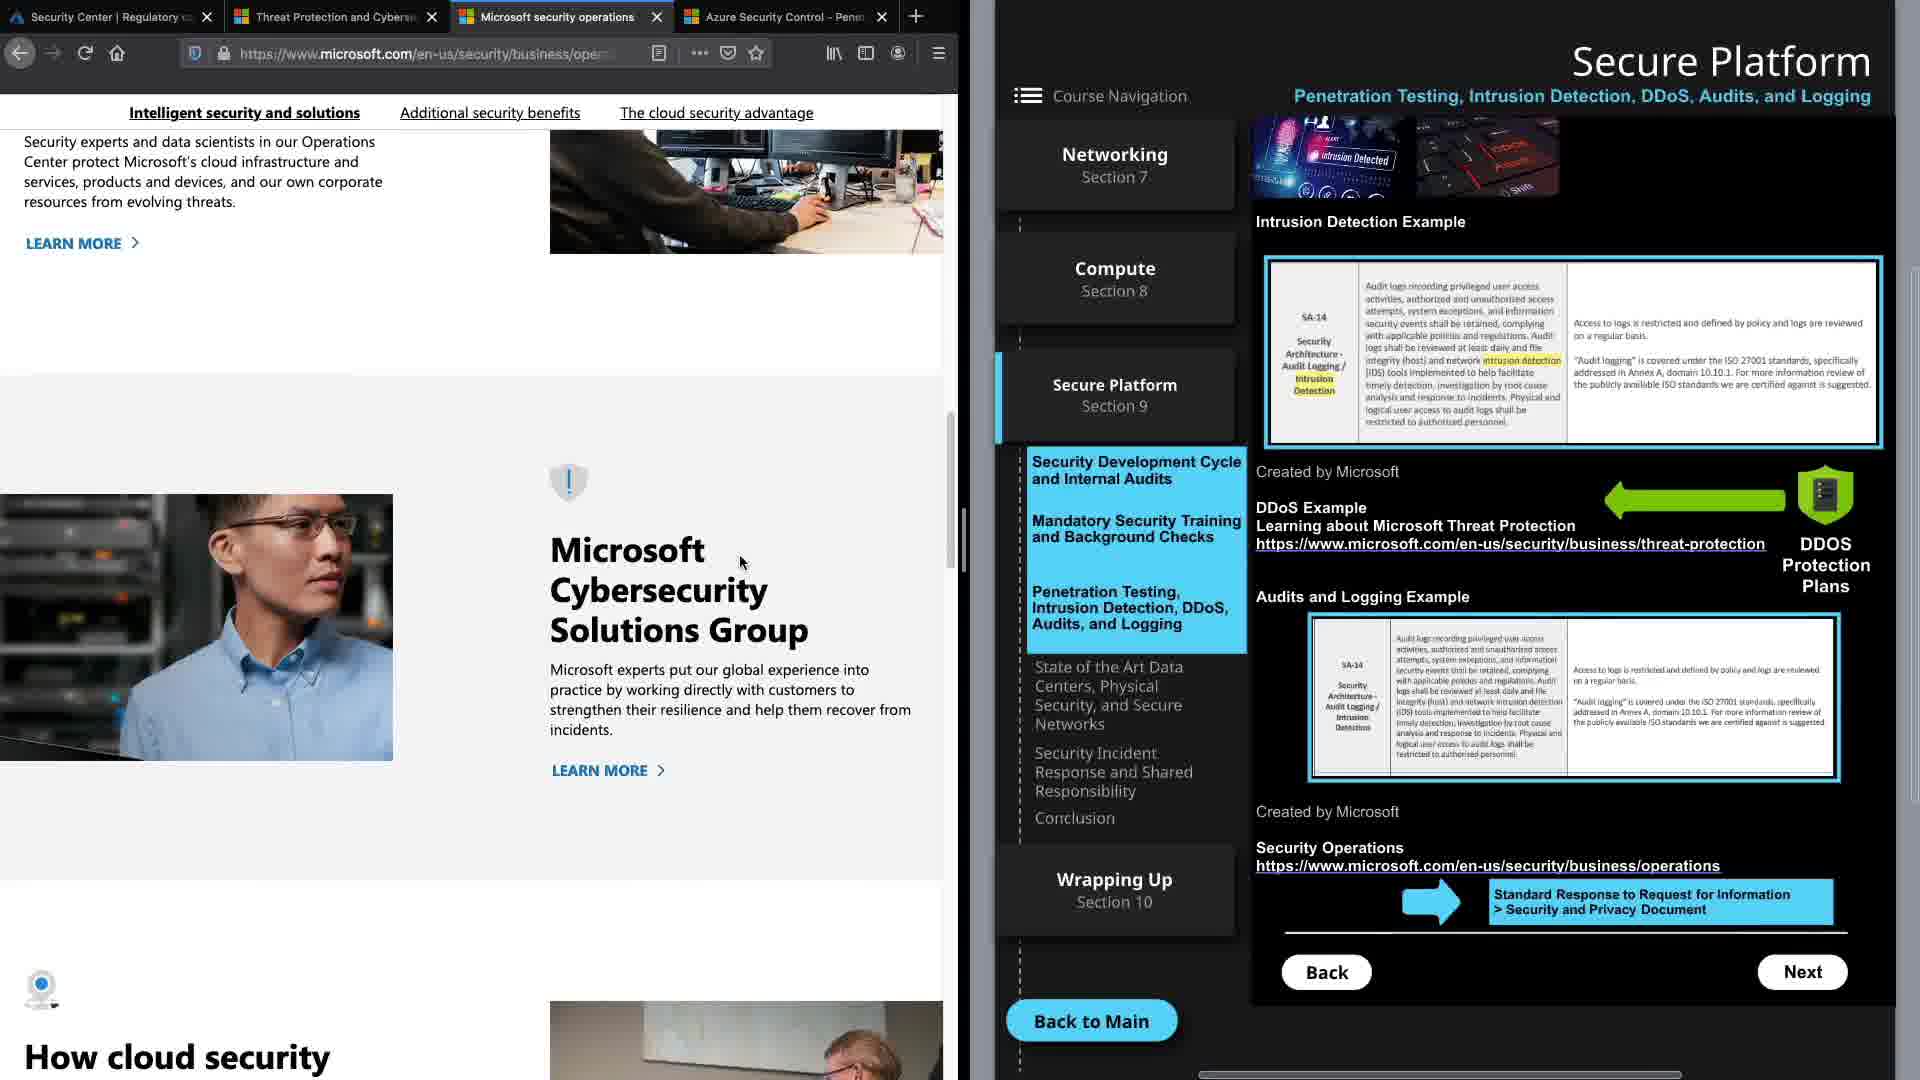 Security Center | Regulatory c
Threat Protection and Cyberse
Microsoft security operations
Azure Security Control - Pene
https://www.microsoft.com/en-us/security/business/oper
Intelligent security and solutions
Additional security benefits
The cloud security advantage
Security experts and data scientists in our Operations
Center protect Microsoft's cloud infrastructure and
services, products and devices, and our own corporate
resources from evolving threats.
LEARN MORE
Microsoft
Cybersecurity
Solutions Group
Microsoft experts put our global experience into
practice by working directly with customers to
strengthen their resilience and help them recover from
incidents.
LEARN MORE
How cloud security
Secure Platform
Course Navigation
Penetration Testing, Intrusion Detection, DDoS, Audits, and Logging
Networking
Section 7
Compute
Section 8
Secure Platform
Section 9
Security Development Cycle
and Internal Audits
Mandatory Security Training
and Background Checks
Penetration Testing,
Intrusion Detection, DDoS,
Audits, and Logging
State of the Art Data
Centers, Physical
Security, and Secure
Networks
Security Incident
Response and Shared
Responsibility
Conclusion
Wrapping Up
Section 10
Back to Main
ALERT
Intrusion Detected
DDOS
Attack
Shift
Intrusion Detection Example
SA-14
Security
Architecture -
Audit Logging /
Intrusion
Detection
Audit logs recording privileged user access
activities, authorized and unauthorized access
attempts, system exceptions, and information
security events shall be retained, complying
with applicable policies and regulations. Audit
logs shall be reviewed at least daily and file
integrity (host) and network intrusion detection
(IDS) tools implemented to help facilitate
timely detection, investigation by root cause
analysis and response to incidents. Physical and
logical user access to audit logs shall be
restricted to authorized personnel.
Access to logs is restricted and defined by policy and logs are reviewed
on a regular basis.
"Audit logging" is covered under the ISO 27001 standards, specifically
addressed in Annex A, domain 10.10.1. For more information review of
the publicly available ISO standards we are certified against is suggested.
Created by Microsoft
DDoS Example
Learning about Microsoft Threat Protection
https://www.microsoft.com/en-us/security/business/threat-protection
DDOS
Protection
Plans
Audits and Logging Example
SA-14
Security
Architecture -
Audit Logging /
Intrusion
Detection
Audit logs recording privileged user access
activities, authorized and unauthorized access
attempts, system exceptions, and information
security events shall be retained, complying
with applicable policies and regulations. Audit
logs shall be reviewed at least daily and file
integrity (host) and network intrusion detection
(IDS) tools implemented to help facilitate
timely detection, investigation by root cause
analysis and response to incidents. Physical and
logical user access to audit logs shall be
restricted to authorized personnel.
Access to logs is restricted and defined by policy and logs are reviewed
on a regular basis.
"Audit logging" is covered under the ISO 27001 standards, specifically
addressed in Annex A, domain 10.10.1. For more information review of
the publicly available ISO standards we are certified against is suggested
Created by Microsoft
Security Operations
https://www.microsoft.com/en-us/security/business/operations
Standard Response to Request for Information
> Security and Privacy Document
Back
Next